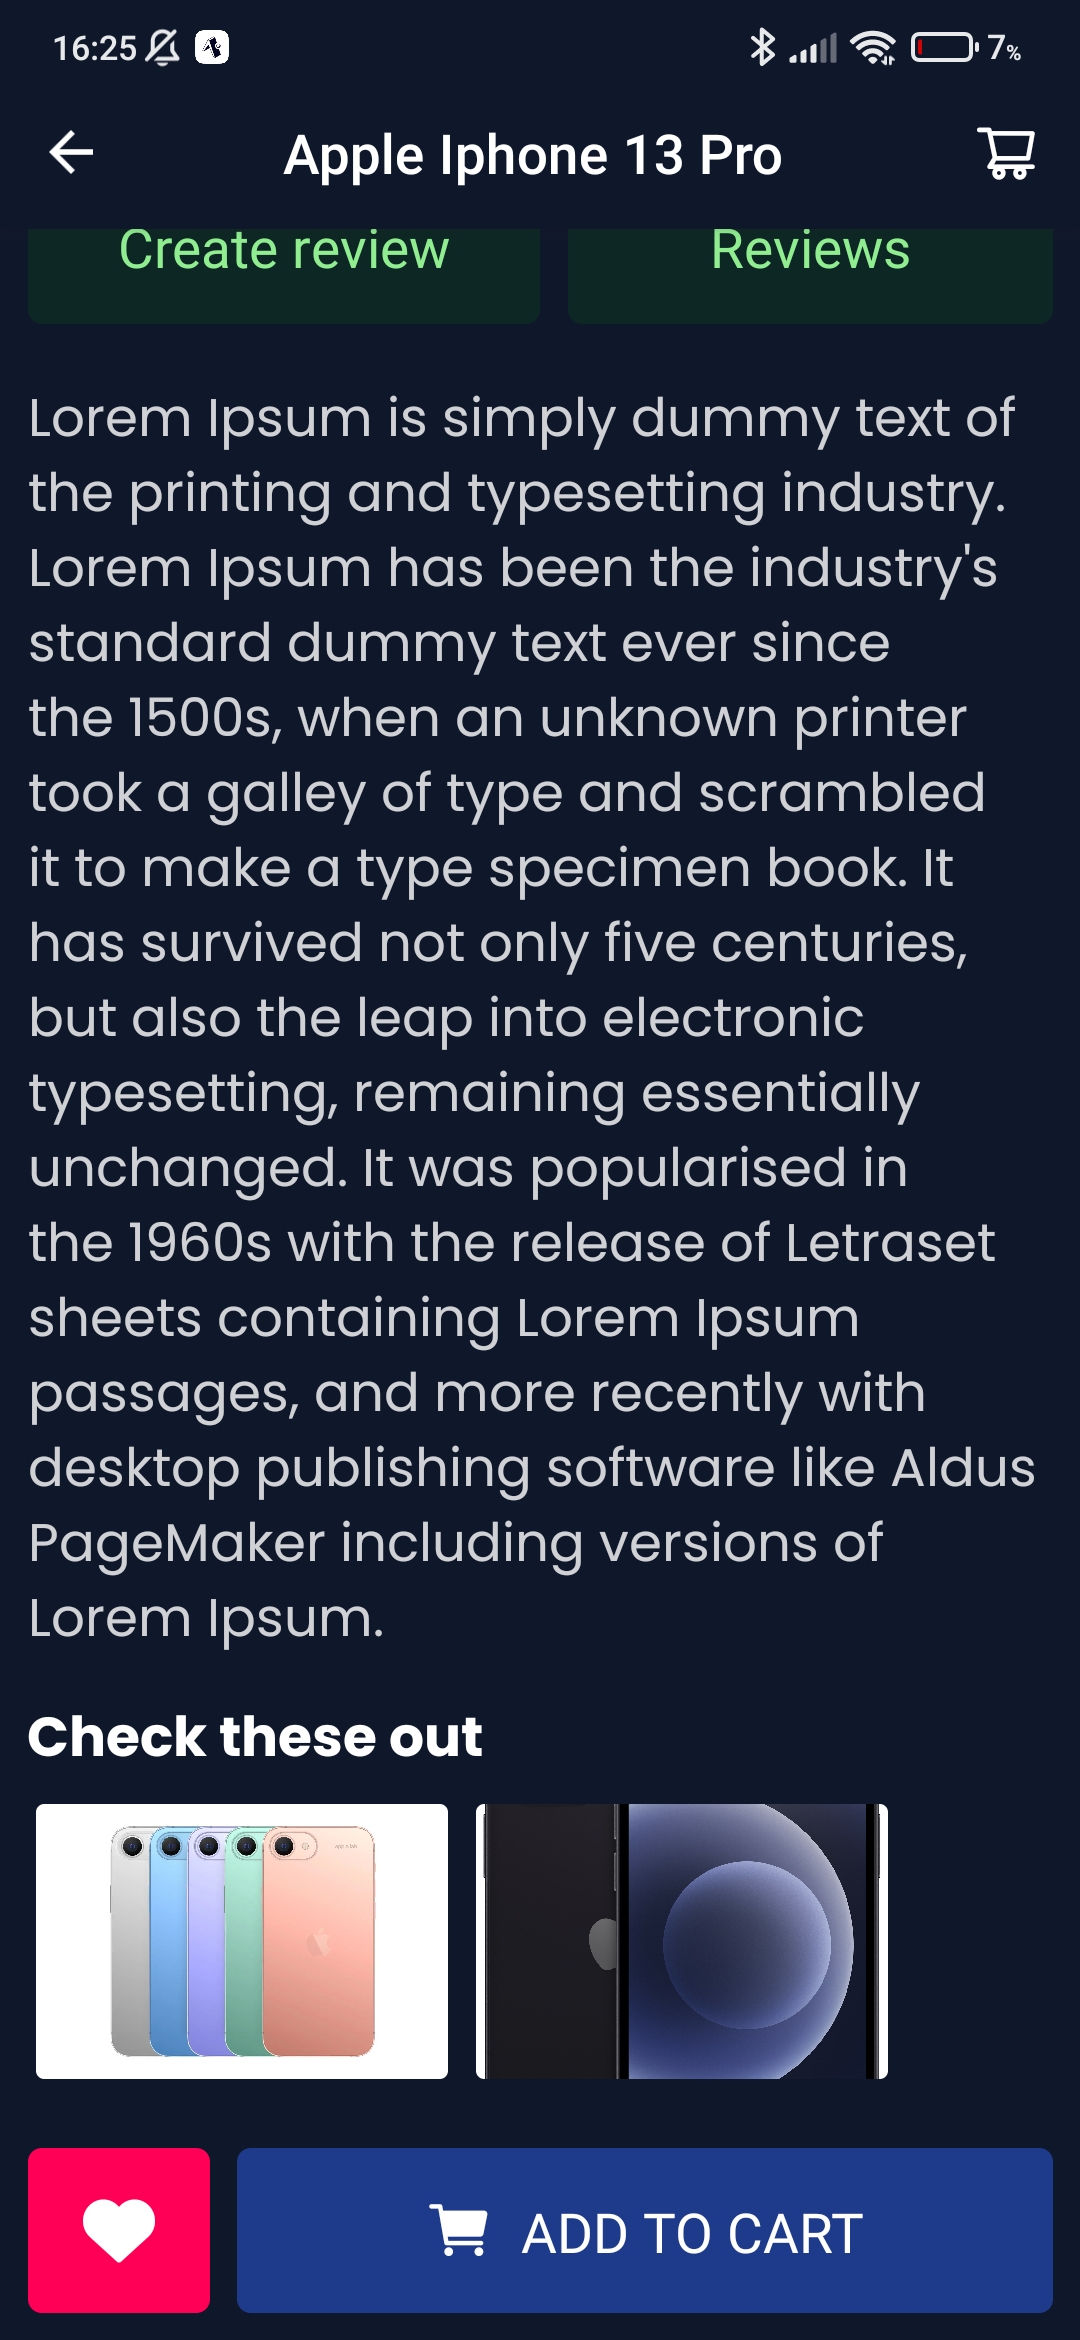 16:25 7%
Apple Iphone 13 Pro
Create review Reviews
Lorem Ipsum is simply dummy text of
the printing and typesetting industry.
Lorem Ipsum has been the industry's
standard dummy text ever since
the 1500s, when an unknown printer
took a galley of type and scrambled
it to make a type specimen book. It
has survived not only five centuries,
but also the leap into electronic
typesetting, remaining essentially
unchanged. It was popularised in
the 1960s with the release of Letraset
sheets containing Lorem Ipsum
passages, and more recently with
desktop publishing software like Aldus
PageMaker including versions of
Lorem Ipsum.
Check these out
ADD TO CART